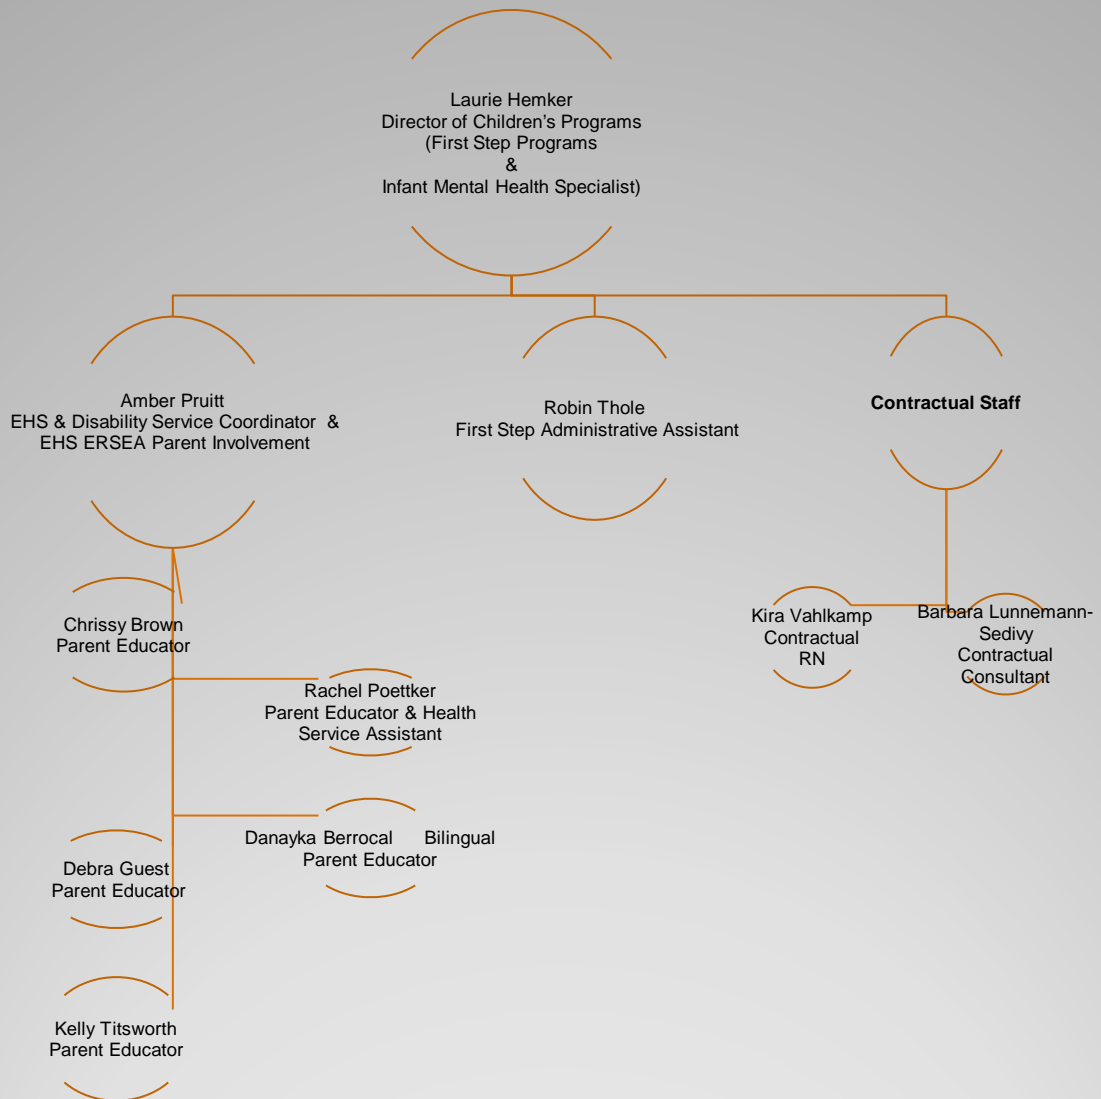 Laurie Hemker
Director of Children's Programs
(First Step Programs
&
Infant Mental Health Specialist)
Amber Pruitt
EHS & Disability Service Coordinator &
EHS ERSEA Parent Involvement
Robin Thole
First Step Administrative Assistant
Contractual Staff
Chrissy Brown
Parent Educator
Kira Vahlkamp
Contractual
RN
Barbara Lunnemann-
Sedivy
Contractual
Consultant
Rachel Poettker
Parent Educator & Health
Service Assistant
Danayka Berrocal Bilingual
Parent Educator
Debra Guest
Parent Educator
Kelly Titsworth
Parent Educator